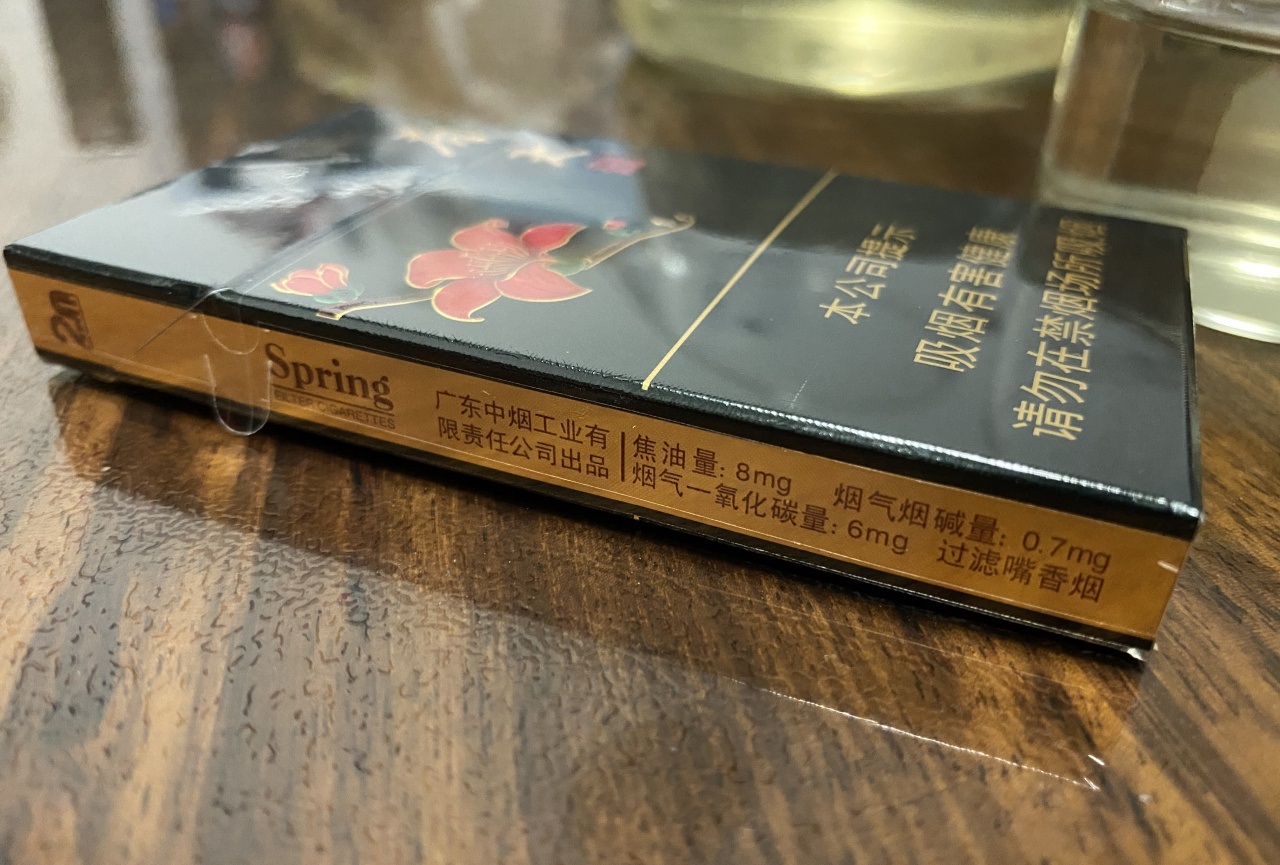 本公司提示
吸烟有害健康
请勿在禁烟场所吸烟
Spring
FILTER CIGARETTES
广东中烟工业有
限责任公司出品
焦油量: 8mg 烟气烟碱量: 0.7mg
烟气一氧化碳量: 6mg 过滤嘴香烟